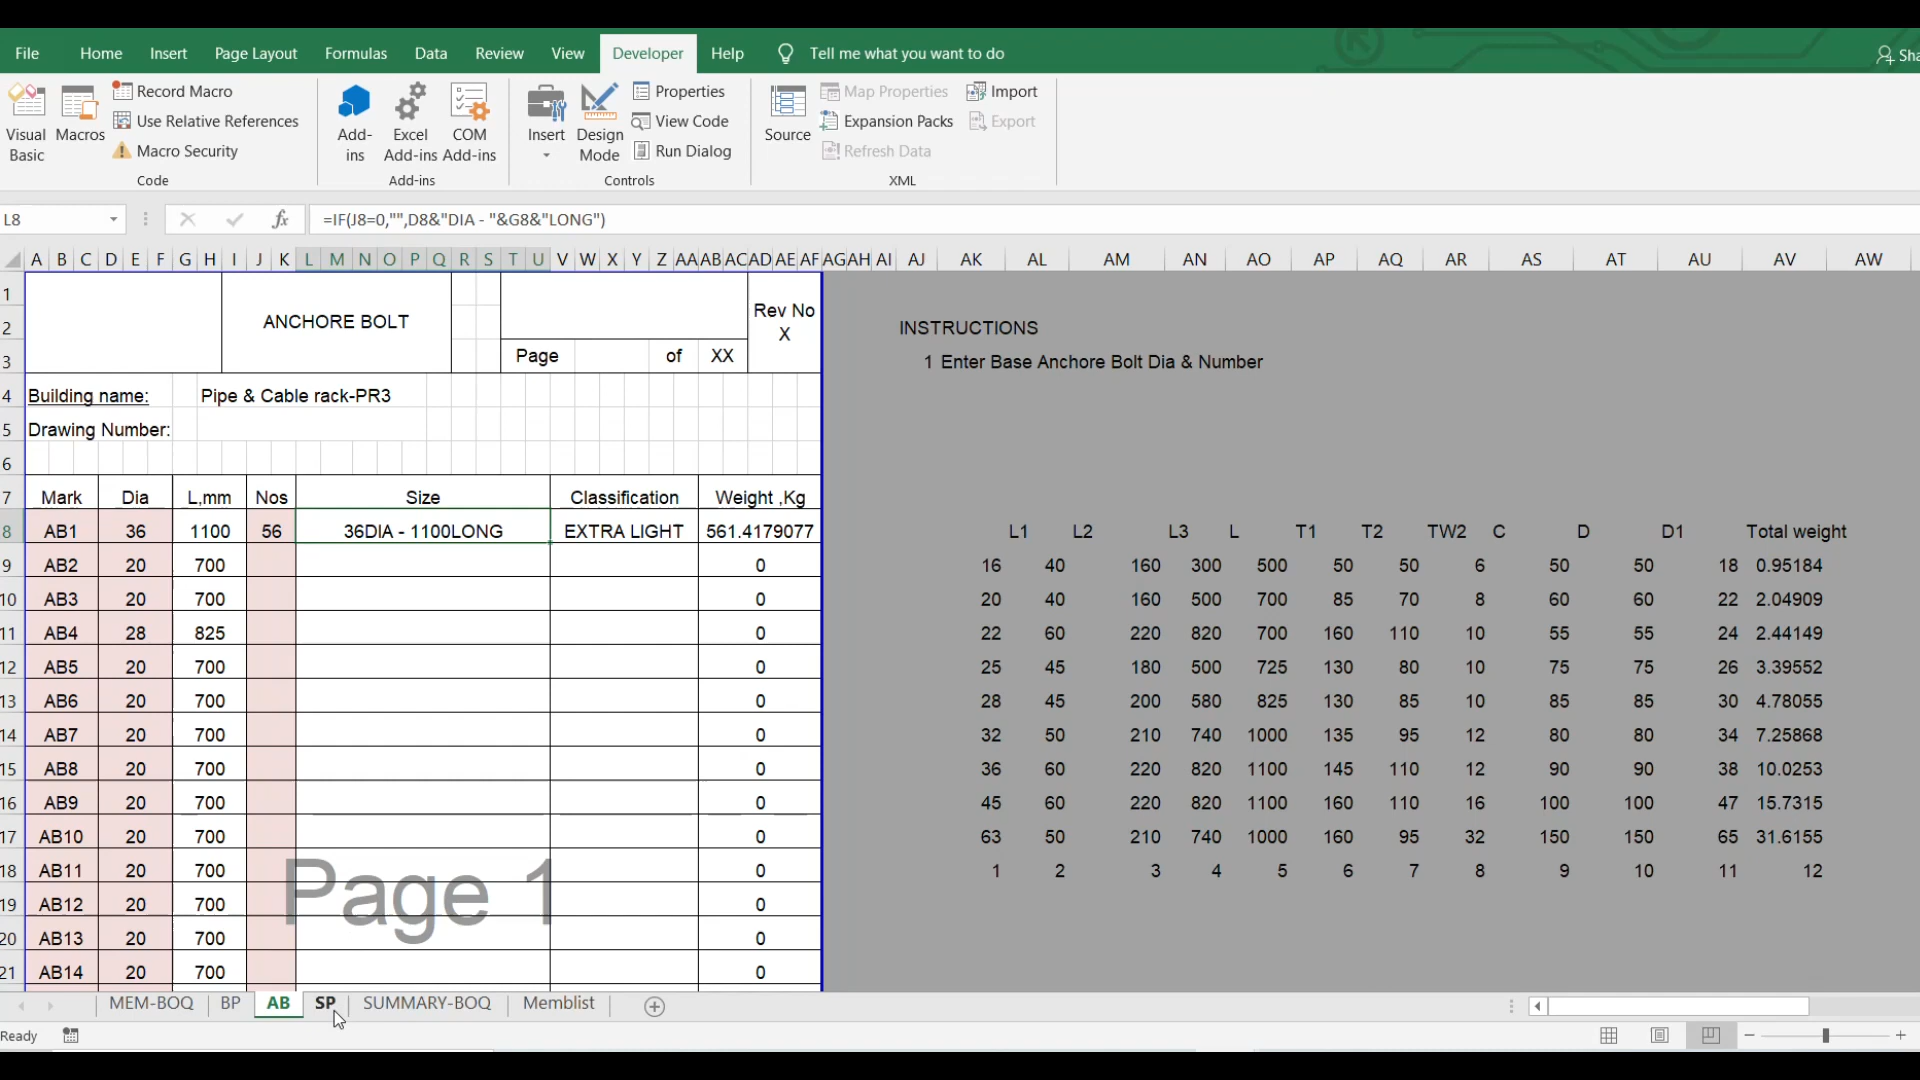 File Home Insert Page Layout Formulas Data Review View Developer Help Tell me what you want to do
Visual Basic
Macros
Record Macro
Use Relative References
Macro Security
Code
Add-ins
Excel Add-ins
COM Add-ins
Add-ins
Insert
Design Mode
Properties
View Code
Run Dialog
Controls
Source
Map Properties
Expansion Packs
Refresh Data
Import
Export
XML
L8 fx =IF(J8=0,"",D8&"DIA - "&G8&"LONG")
A B C D E F G H I J K L M N O P Q R S T U V W X Y Z AA AB AC AD AE AF AG AH AI AJ AK AL AM AN AO AP AQ AR AS AT AU AV AW
1
2 ANCHORE BOLT Rev No X INSTRUCTIONS
3 Page of XX 1 Enter Base Anchore Bolt Dia & Number
4 Building name: Pipe & Cable rack-PR3
5 Drawing Number:
6
7 Mark Dia L,mm Nos Size Classification Weight ,Kg
8 AB1 36 1100 56 36DIA - 1100LONG EXTRA LIGHT 561.4179077 L1 L2 L3 L T1 T2 TW2 C D D1 Total weight
9 AB2 20 700 0 16 40 160 300 500 50 50 6 50 50 18 0.95184
10 AB3 20 700 0 20 40 160 500 700 85 70 8 60 60 22 2.04909
11 AB4 28 825 0 22 60 220 820 700 160 110 10 55 55 24 2.44149
12 AB5 20 700 0 25 45 180 500 725 130 80 10 75 75 26 3.39552
13 AB6 20 700 0 28 45 200 580 825 130 85 10 85 85 30 4.78055
14 AB7 20 700 0 32 50 210 740 1000 135 95 12 80 80 34 7.25868
15 AB8 20 700 0 36 60 220 820 1100 145 110 12 90 90 38 10.0253
16 AB9 20 700 0 45 60 220 820 1100 160 110 16 100 100 47 15.7315
17 AB10 20 700 0 63 50 210 740 1000 160 95 32 150 150 65 31.6155
18 AB11 20 700 0 1 2 3 4 5 6 7 8 9 10 11 12
Page 1
19 AB12 20 700 0
20 AB13 20 700 0
21 AB14 20 700 0
MEM-BOQ BP AB SP SUMMARY-BOQ Memblist
Ready